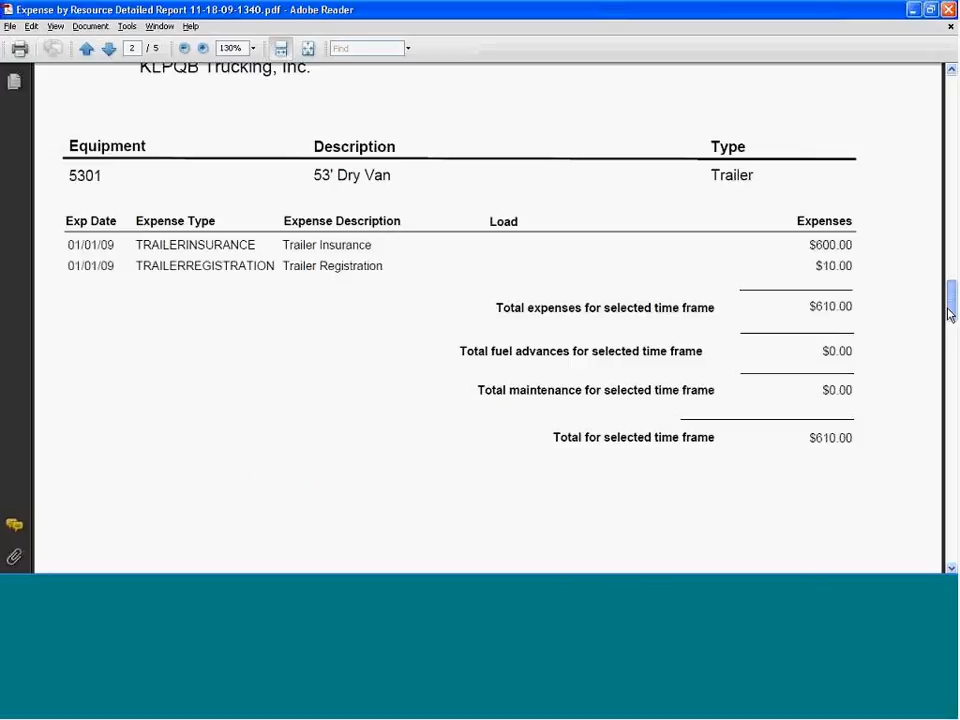 Expense by Resource Detailed Report 11-18-09-1340.pdf - Adobe Reader
File Edit View Document Tools Window Help
2 / 5 130% Find
KLPQB Trucking, Inc.
Equipment Description Type
5301 53' Dry Van Trailer
Exp Date Expense Type Expense Description Load Expenses
01/01/09 TRAILERINSURANCE Trailer Insurance $600.00
01/01/09 TRAILERREGISTRATION Trailer Registration $10.00
Total expenses for selected time frame $610.00
Total fuel advances for selected time frame $0.00
Total maintenance for selected time frame $0.00
Total for selected time frame $610.00